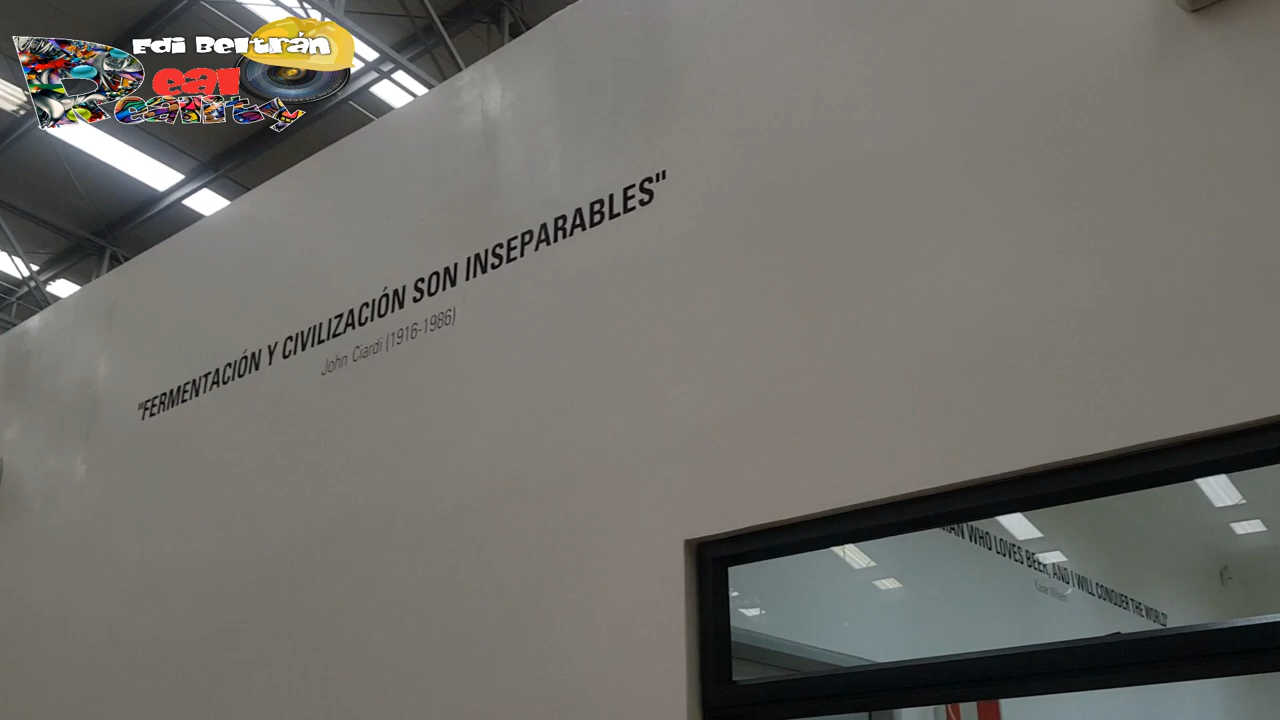 Edi Beltrán
Real
Reality
"FERMENTACIÓN Y CIVILIZACIÓN SON INSEPARABLES"
John Ciardi (1916-1986)
WHO LOVES BEER, AND I WILL CONQUER THE WORLD"